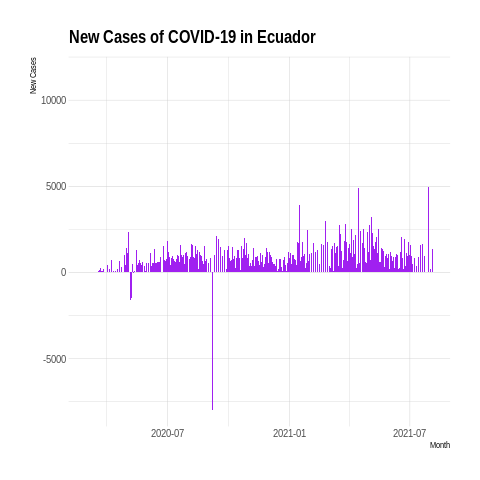 New Cases of COVID-19 in Ecuador
New Cases
10000
5000
0
-5000
2020-07
2021-01
2021-07
Month